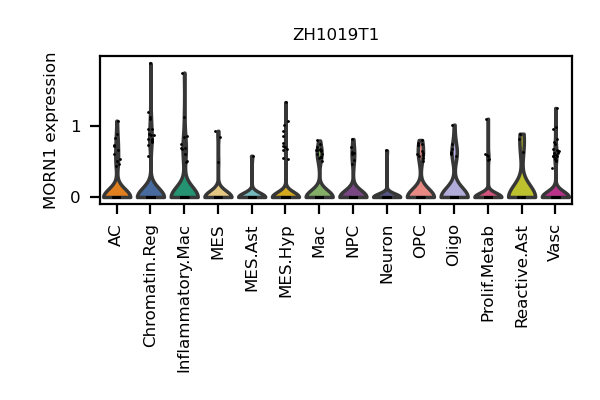 ZH1019T1
MORN1 expression
1
0
AC
Chromatin.Reg
Inflammatory.Mac
MES
MES.Ast
MES.Hyp
Mac
NPC
Neuron
OPC
Oligo
Prolif.Metab
Reactive.Ast
Vasc